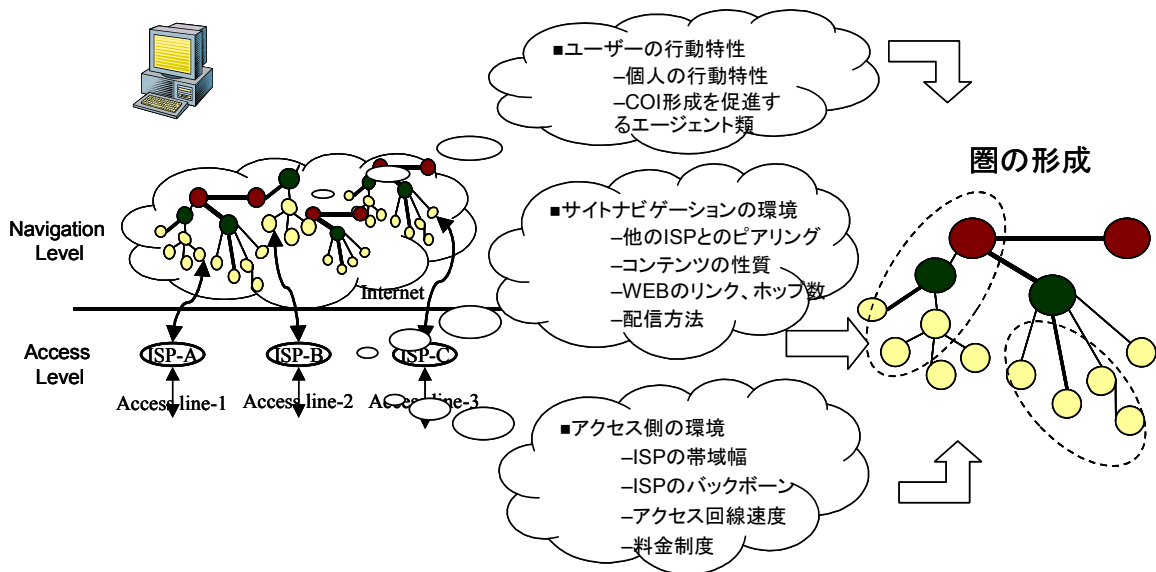 ■ユーザーの行動特性
–個人の行動特性
–COI形成を促進す
るエージェント類
圏の形成
Navigation
Level
Internet
■サイトナビゲーションの環境
–他のISPとのピアリング
–コンテンツの性質
–WEBのリンク、ホップ数
–配信方法
Access
Level
ISP-A
ISP-B
ISP-C
Access line-1
Access line-2
Access line-3
■アクセス側の環境
–ISPの帯域幅
–ISPのバックボーン
–アクセス回線速度
–料金制度